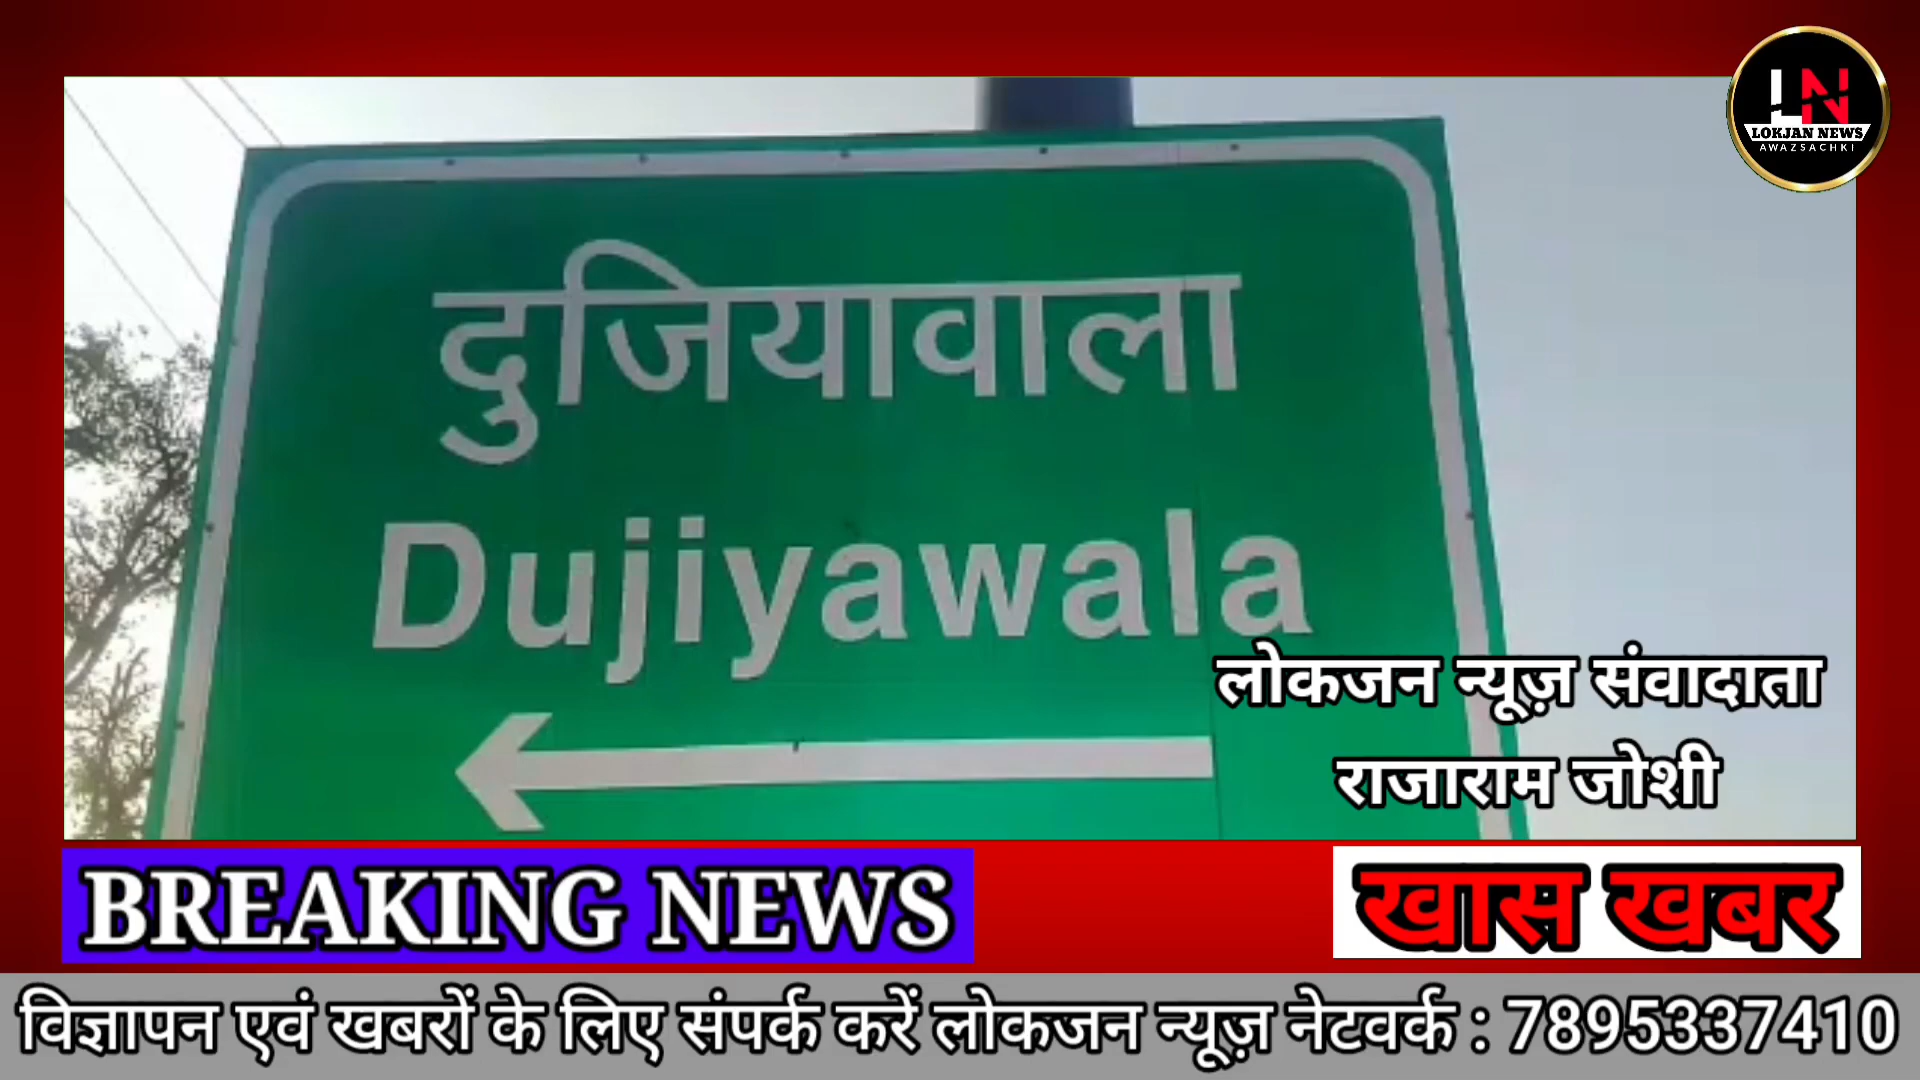 LN
LOKJAN NEWS
AWAZSACHKI
दुजियावाला
Dujiyawala
लोकजन न्यूज़ संवादाता
राजाराम जोशी
BREAKING NEWS
खास खबर
विज्ञापन एवं खबरों के लिए संपर्क करें लोकजन न्यूज़ नेटवर्क : 7895337410